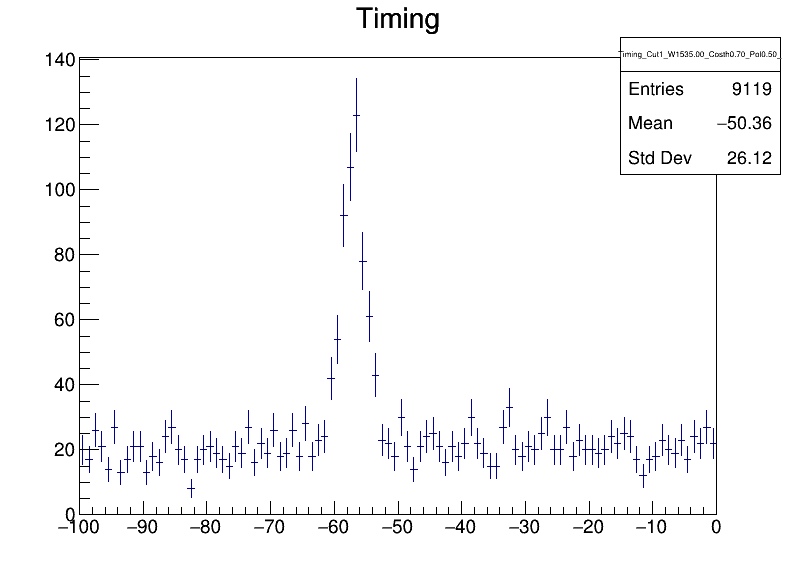 Timing
Timing_Cut1_W1535.00_Costh0.70_Pol0.50_
Entries 9119
Mean −50.36
Std Dev 26.12
140
120
100
80
60
40
20
0
−100 −90 −80 −70 −60 −50 −40 −30 −20 −10 0